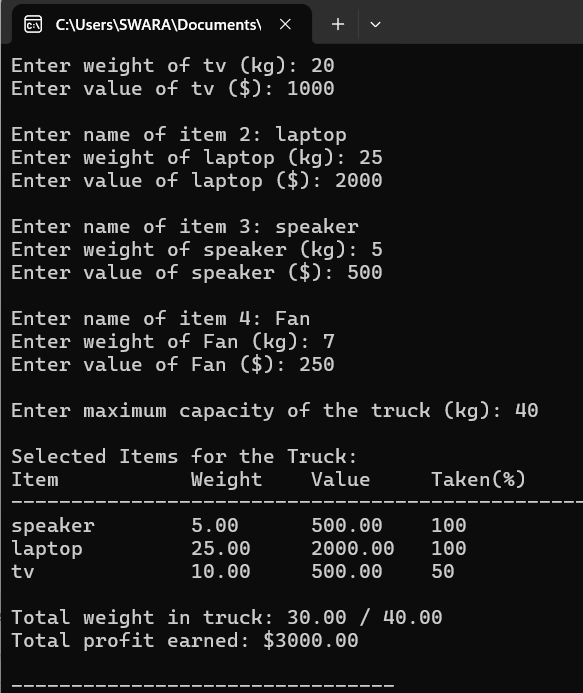 C:\Users\SWARA\Documents\
Enter weight of tv (kg): 20
Enter value of tv ($): 1000
Enter name of item 2: laptop
Enter weight of laptop (kg): 25
Enter value of laptop ($): 2000
Enter name of item 3: speaker
Enter weight of speaker (kg): 5
Enter value of speaker ($): 500
Enter name of item 4: Fan
Enter weight of Fan (kg): 7
Enter value of Fan ($): 250
Enter maximum capacity of the truck (kg): 40
Selected Items for the Truck:
Item Weight Value Taken(%)
------------------------------------------------
speaker 5.00 500.00 100
laptop 25.00 2000.00 100
tv 10.00 500.00 50
Total weight in truck: 30.00 / 40.00
Total profit earned: $3000.00
--------------------------------